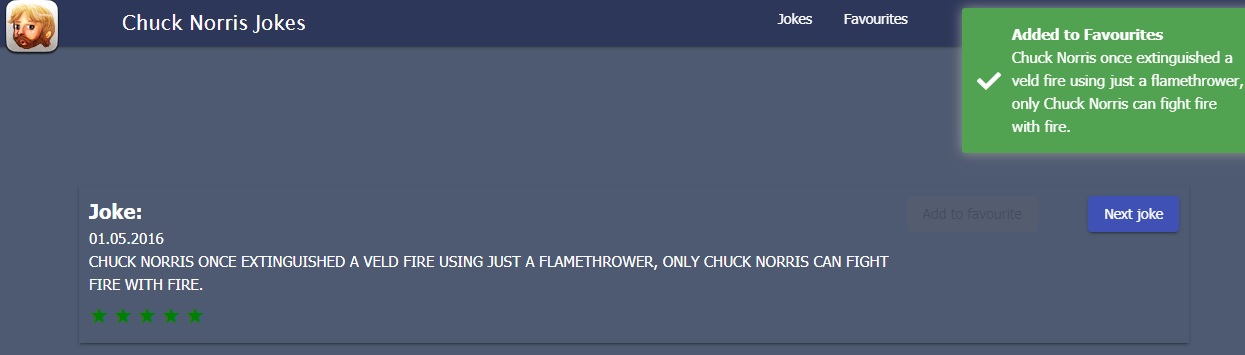 Chuck Norris Jokes
Jokes
Favourites
Added to Favourites
Chuck Norris once extinguished a
veld fire using just a flamethrower,
only Chuck Norris can fight fire
with fire.
Joke:
Add to favourite
Next joke
01.05.2016
CHUCK NORRIS ONCE EXTINGUISHED A VELD FIRE USING JUST A FLAMETHROWER, ONLY CHUCK NORRIS CAN FIGHT
FIRE WITH FIRE.